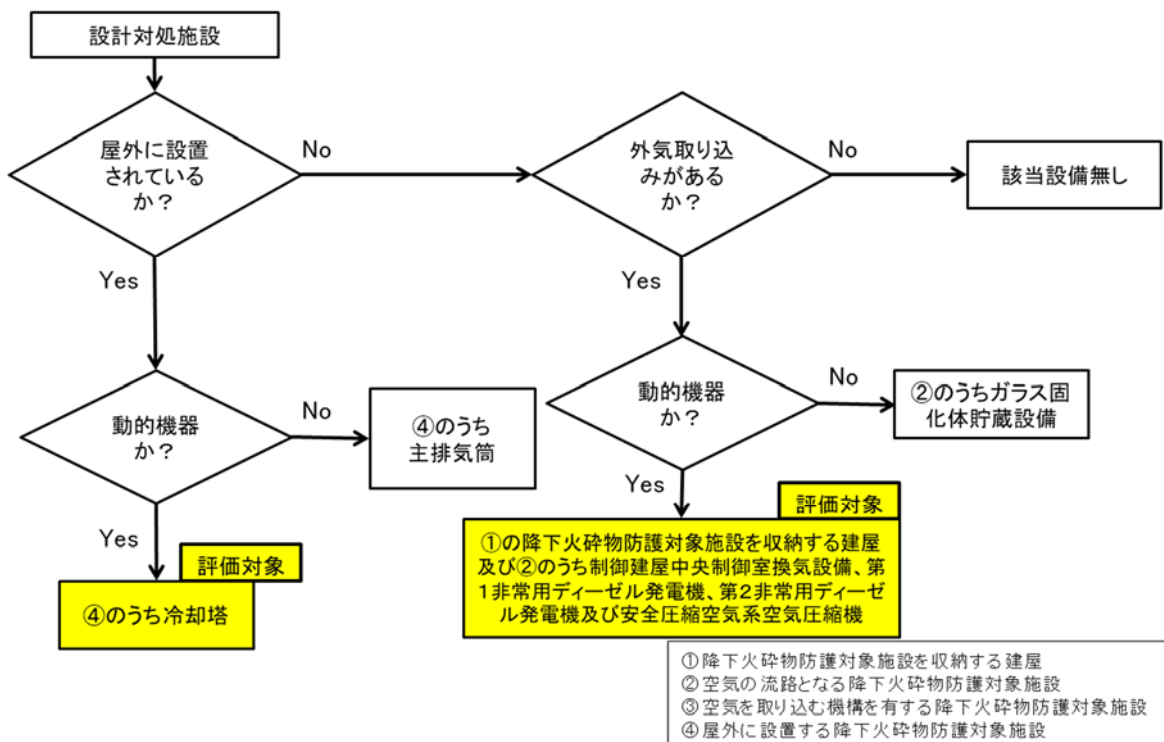 設計対処施設
屋外に設置
されている
か？
No
外気取り込
みがある
か？
No
該当設備無し
Yes
Yes
動的機器
か？
No
④のうち
主排気筒
動的機器
か？
No
②のうちガラス固
化体貯蔵設備
Yes
評価対象
④のうち冷却塔
Yes
評価対象
①の降下火砕物防護対象施設を収納する建屋
及び②のうち制御建屋中央制御室換気設備、第
１非常用ディーゼル発電機、第２非常用ディーゼ
ル発電機及び安全圧縮空気系空気圧縮機
①降下火砕物防護対象施設を収納する建屋
②空気の流路となる降下火砕物防護対象施設
③空気を取り込む機構を有する降下火砕物防護対象施設
④屋外に設置する降下火砕物防護対象施設